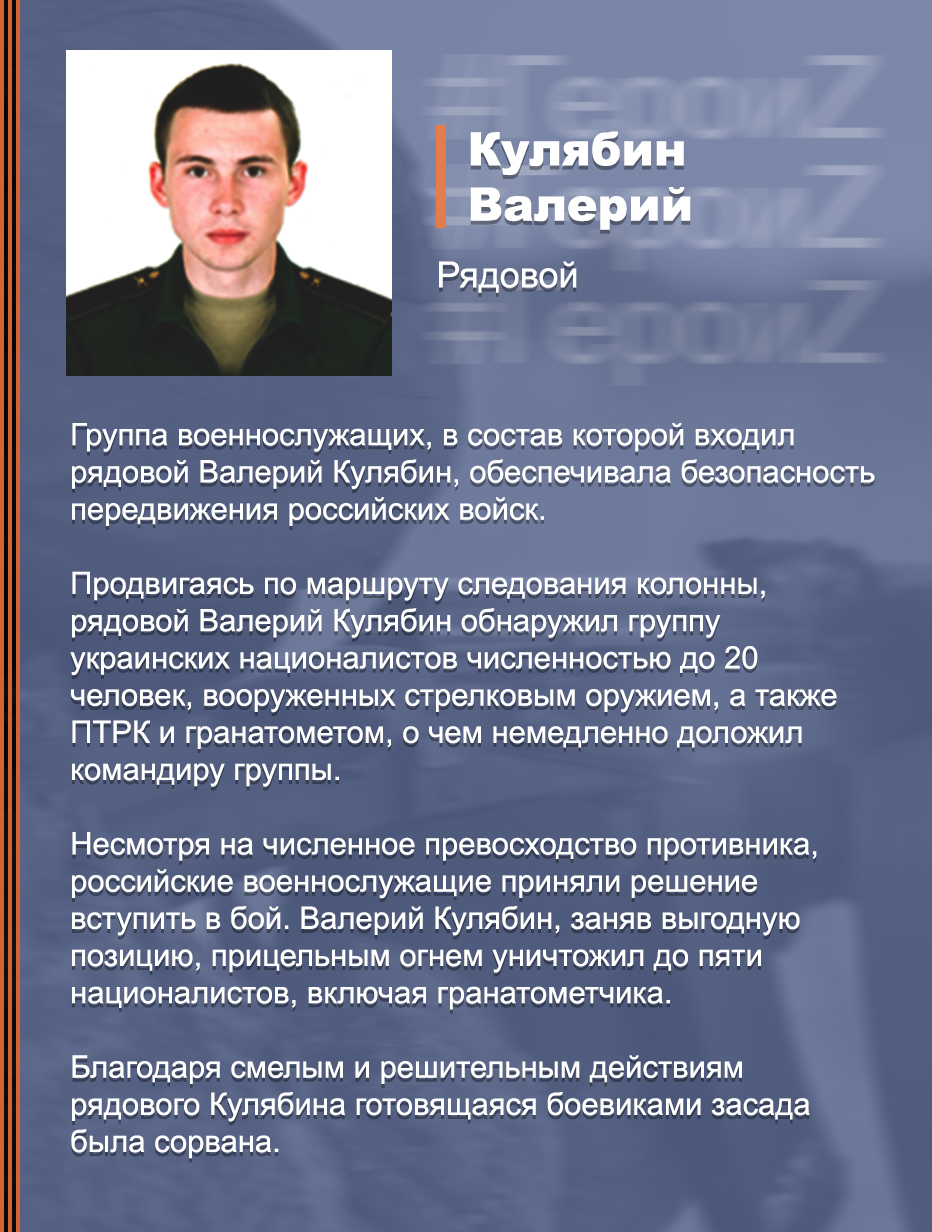 #ГероиZ
Кулябин
Валерий
#ГероиZ
Рядовой
#ГероиZ
Группа военнослужащих, в состав которой входил
рядовой Валерий Кулябин, обеспечивала безопасность
передвижения российских войск.
Продвигаясь по маршруту следования колонны,
рядовой Валерий Кулябин обнаружил группу
украинских националистов численностью до 20
человек, вооруженных стрелковым оружием, а также
ПТРК и гранатометом, о чем немедленно доложил
командиру группы.
Несмотря на численное превосходство противника,
российские военнослужащие приняли решение
вступить в бой. Валерий Кулябин, заняв выгодную
позицию, прицельным огнем уничтожил до пяти
националистов, включая гранатометчика.
Благодаря смелым и решительным действиям
рядового Кулябина готовящаяся боевиками засада
была сорвана.